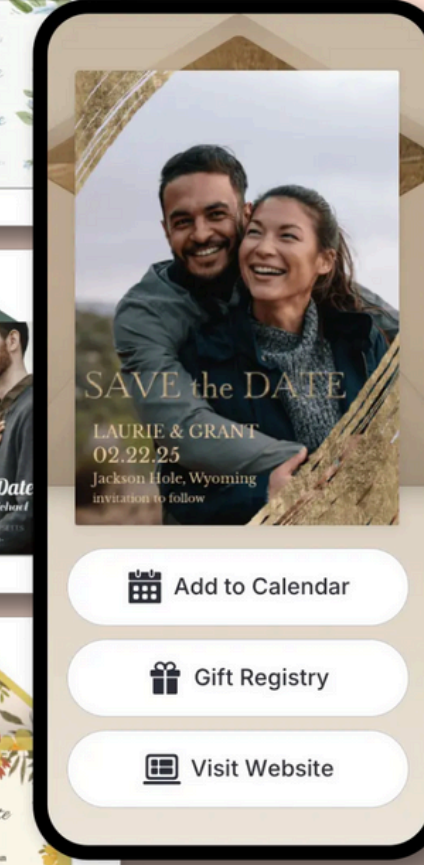 SAVE the DATE
LAURIE & GRANT
02.22.25
Jackson Hole, Wyoming
invitation to follow
Add to Calendar
Gift Registry
Visit Website
Date